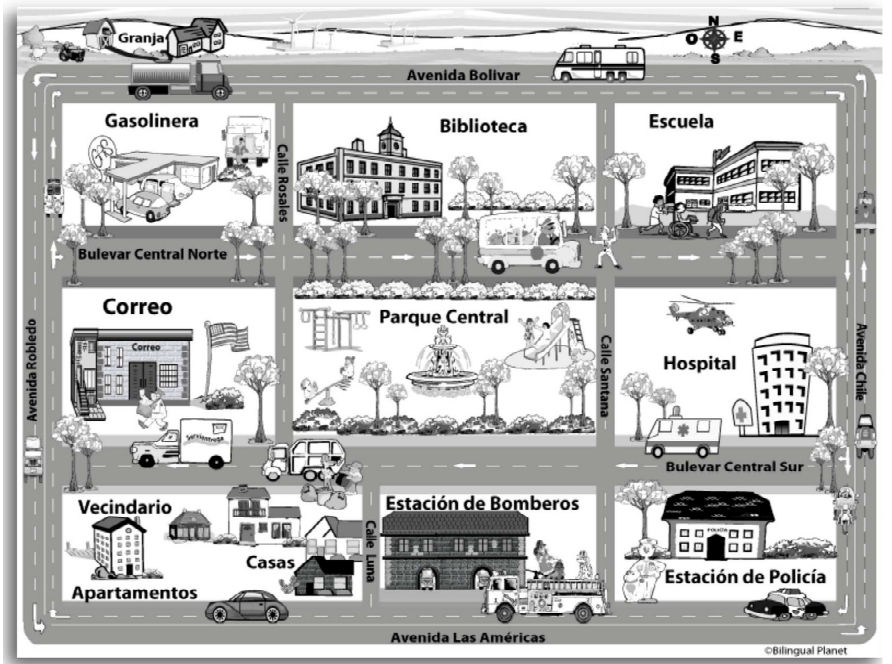 N
O E
S
Granja
Avenida Bolivar
Gasolinera
Calle Rosales
Biblioteca
Escuela
Bulevar Central Norte
Correo
Correo
Avenida Robledo
Parque Central
Calle Santana
Hospital
Avenida Chile
Servientrega
Bulevar Central Sur
Vecindario
Casas
Apartamentos
Calle Luna
Estación de Bomberos
POLICIA
Estación de Policía
Avenida Las Américas
©Bilingual Planet